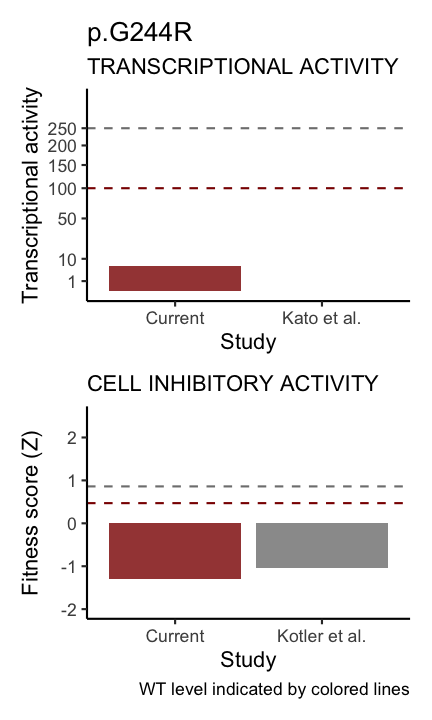 p.G244R
TRANSCRIPTIONAL ACTIVITY
Transcriptional activity
250
200
150
100
50
10
1
Current
Kato et al.
Study
CELL INHIBITORY ACTIVITY
Fitness score (Z)
2
1
0
-1
-2
Current
Kotler et al.
Study
WT level indicated by colored lines